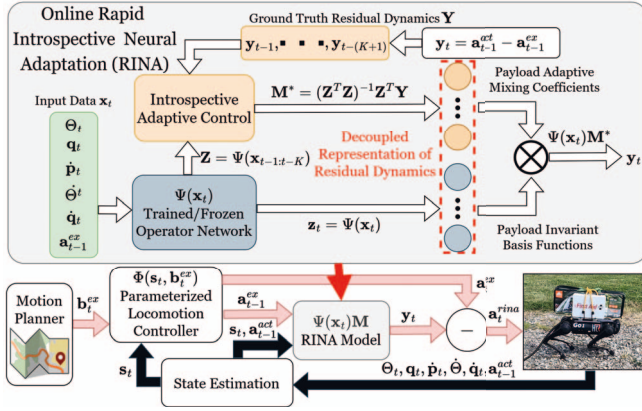 Online Rapid
Introspective Neural
Adaptation (RINA)
Ground Truth Residual Dynamics Y
y_{t−1}, ▪ ▪ ▪, y_{t−(K+1)}
y_t = a^{act}_{t−1} − a^{ex}_{t−1}
Input Data x_t
Θ_t
q_t
ṗ_t
Θ̇_t
q̇_t
a^{ex}_{t−1}
Introspective
Adaptive Control
M* = (Z^T Z)^{−1} Z^T Y
Payload Adaptive
Mixing Coefficients
Decoupled
Representation of
Residual Dynamics
Z = Ψ(x_{t−1:t−K})
Ψ(x_t)M*
y_t
Ψ(x_t)
Trained/Frozen
Operator Network
z_t = Ψ(x_t)
Payload Invariant
Basis Functions
Motion
Planner
b^{ex}_t
Φ(s_t, b^{ex}_t)
Parameterized
Locomotion
Controller
a^{ex}_{t−1}
s_t, a^{act}_{t−1}
Ψ(x_t)M
RINA Model
y_t
−
a^{rina}_t
s_t
State Estimation
Θ_t, q_t, ṗ_t, Θ̇_t, q̇_t, a^{act}_{t−1}